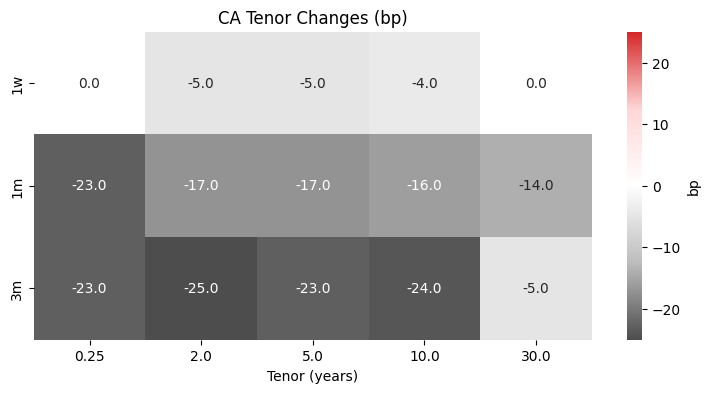 CA Tenor Changes (bp)
1w 0.0 -5.0 -5.0 -4.0 0.0
1m -23.0 -17.0 -17.0 -16.0 -14.0
3m -23.0 -25.0 -23.0 -24.0 -5.0
0.25 2.0 5.0 10.0 30.0
Tenor (years)
20
10
0
−10
−20
bp